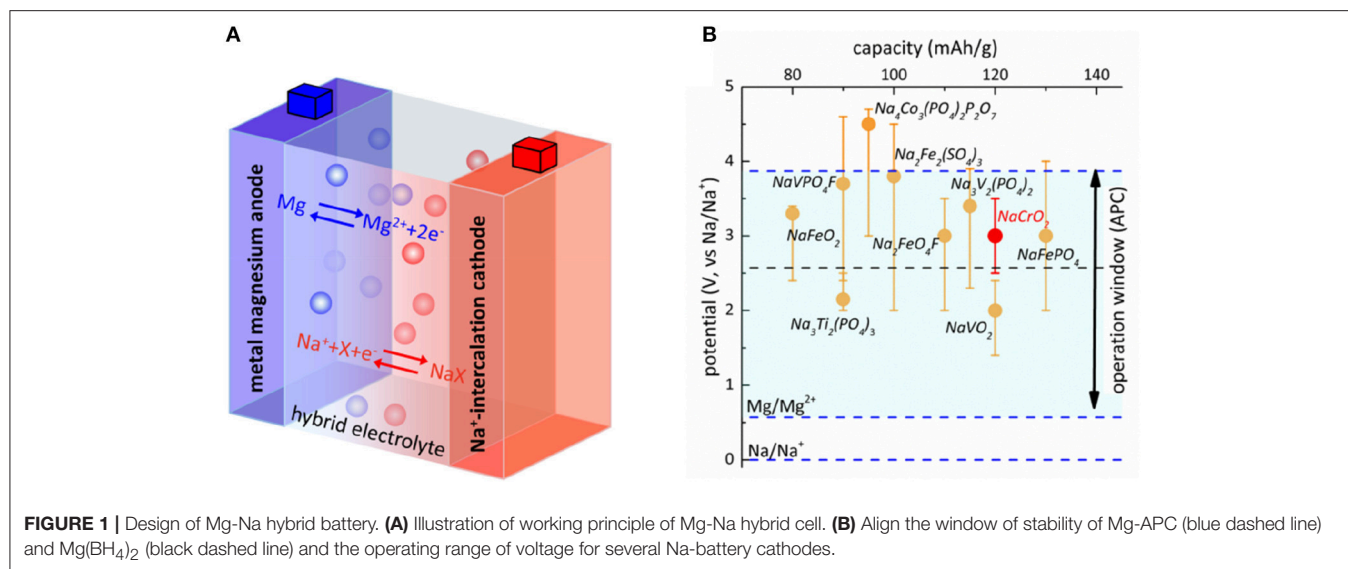 A
metal magnesium anode
Mg
Mg²⁺+2e⁻
Na⁺+X+e⁻
NaX
hybrid electrolyte
Na⁺-intercalation cathode
B
capacity (mAh/g)
80 100 120 140
potential (V, vs Na/Na⁺)
5
4
3
2
1
0
Na₄Co₃(PO₄)₂P₂O₇
Na₂Fe₂(SO₄)₃
NaVPO₄F
Na₃V₂(PO₄)₂
NaCrO₂
NaFeO₂
Na₂FeO₄F
NaFePO₄
Na₃Ti₂(PO₄)₃
NaVO₂
Mg/Mg²⁺
Na/Na⁺
operation window (APC)
FIGURE 1 | Design of Mg-Na hybrid battery. (A) Illustration of working principle of Mg-Na hybrid cell. (B) Align the window of stability of Mg-APC (blue dashed line)
and Mg(BH₄)₂ (black dashed line) and the operating range of voltage for several Na-battery cathodes.